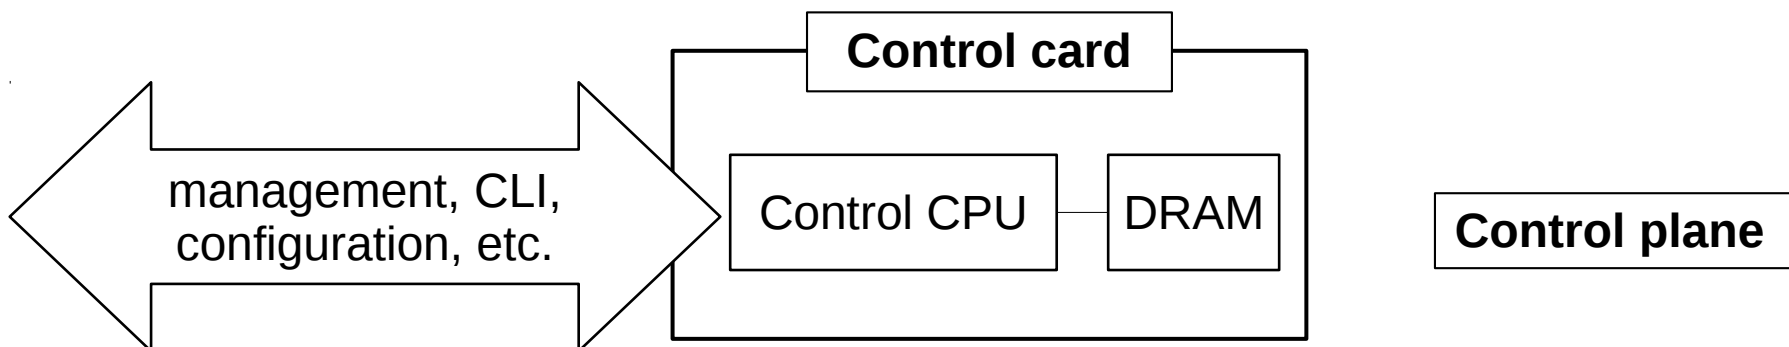 Control card
management, CLI,
configuration, etc.
Control CPU
DRAM
Control plane